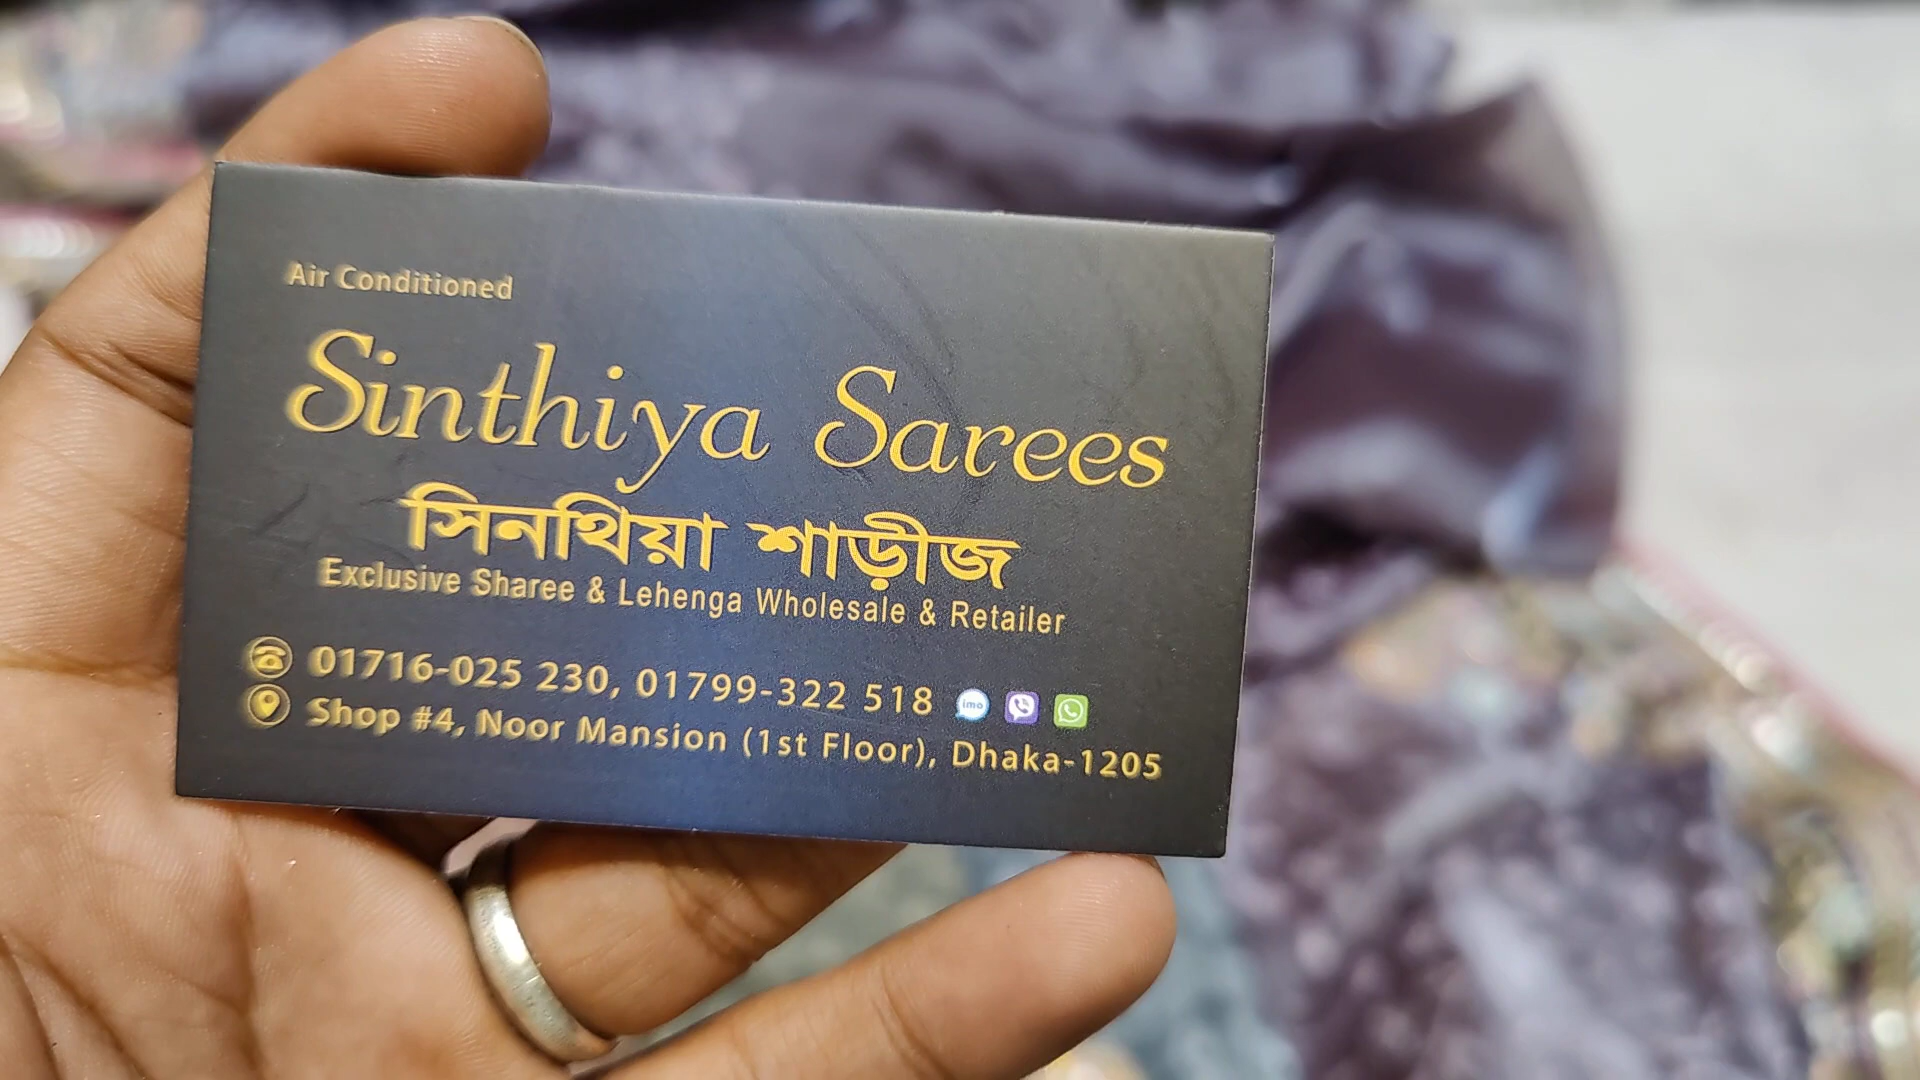 Air Conditioned
Sinthiya Sarees
সিনথিয়া শাড়ীজ
Exclusive Sharee & Lehenga Wholesale & Retailer
01716-025 230, 01799-322 518 imo
Shop #4, Noor Mansion (1st Floor), Dhaka-1205